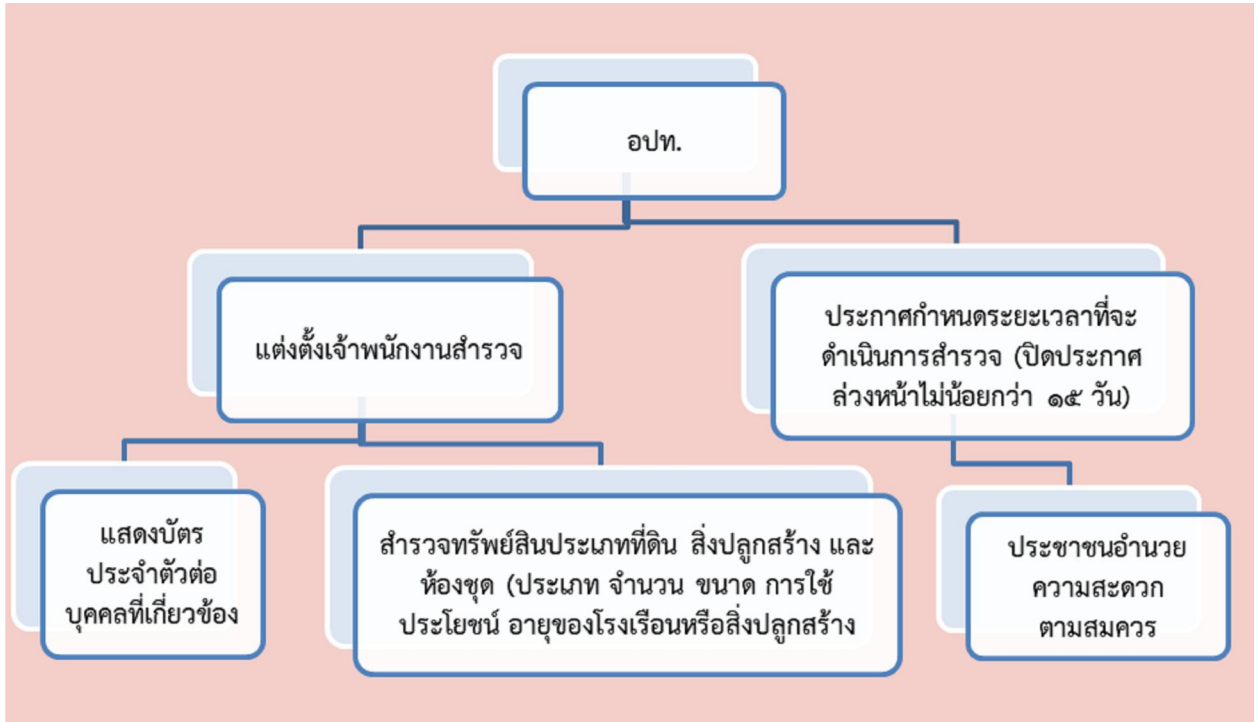 อปท.
แต่งตั้งเจ้าพนักงานสำรวจ
ประกาศกำหนดระยะเวลาที่จะ
ดำเนินการสำรวจ (ปิดประกาศ
ล่วงหน้าไม่น้อยกว่า ๑๕ วัน)
แสดงบัตร
ประจำตัวต่อ
บุคคลที่เกี่ยวข้อง
สำรวจทรัพย์สินประเภทที่ดิน สิ่งปลูกสร้าง และ
ห้องชุด (ประเภท จำนวน ขนาด การใช้
ประโยชน์ อายุของโรงเรือนหรือสิ่งปลูกสร้าง
ประชาชนอำนวย
ความสะดวก
ตามสมควร